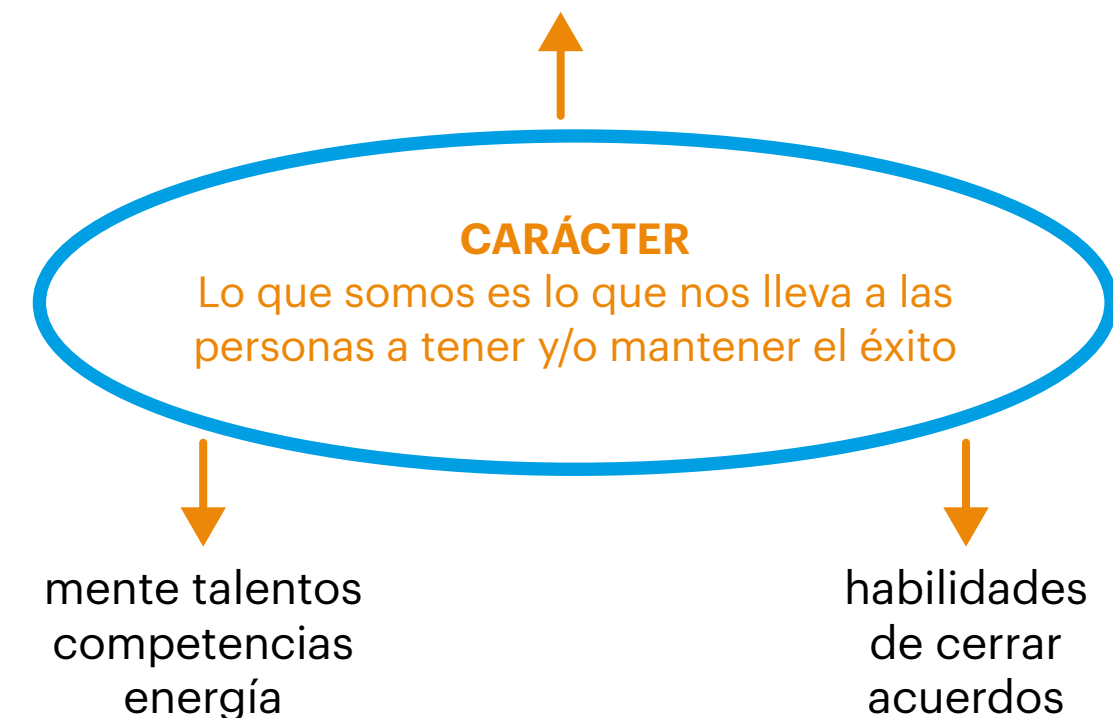 CARÁCTER
Lo que somos es lo que nos lleva a las
personas a tener y/o mantener el éxito
mente talentos
competencias
energía
habilidades
de cerrar
acuerdos